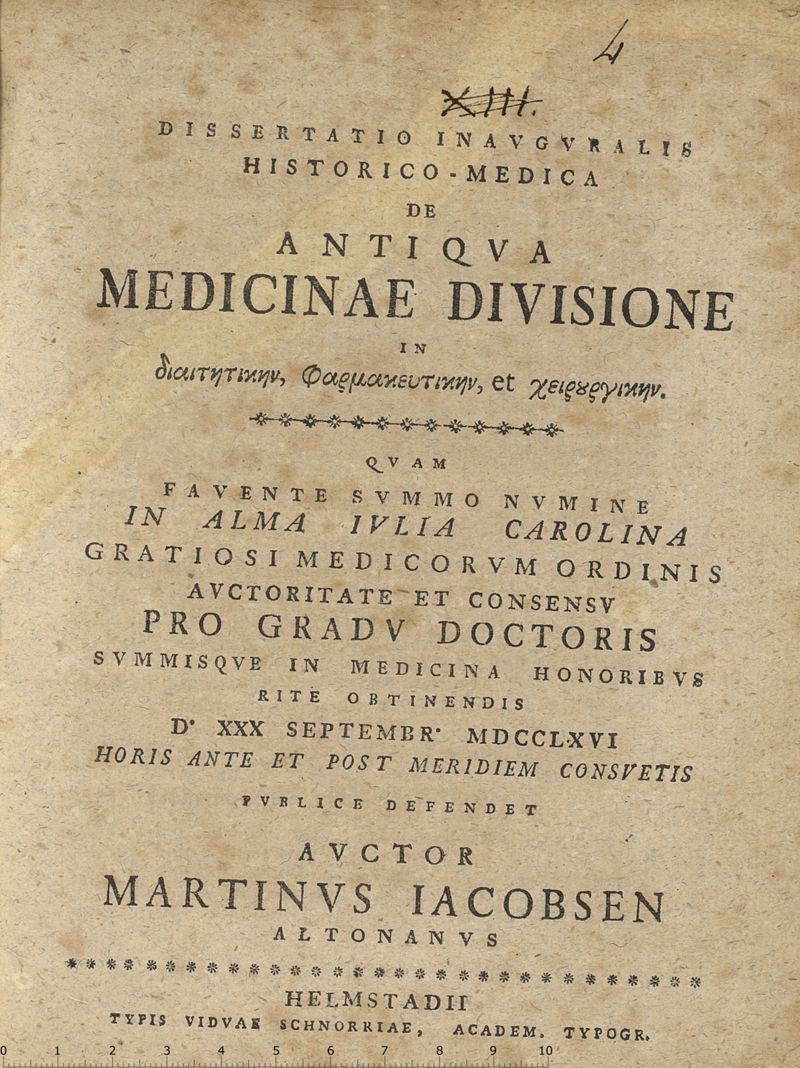 4
XIII.
DISSERTATIO INAVGVRALIS
HISTORICO-MEDICA
DE
ANTIQVA
MEDICINAE DIVISIONE
IN
διαιτητικην, Φαρμακευτικην, et χειρȣργικην.
QVAM
FAVENTE SVMMO NVMINE
IN ALMA IVLIA CAROLINA
GRATIOSI MEDICORVM ORDINIS
AVCTORITATE ET CONSENSV
PRO GRADV DOCTORIS
SVMMISQVE IN MEDICINA HONORIBVS
RITE OBTINENDIS
D. XXX SEPTEMBR. MDCCLXVI
HORIS ANTE ET POST MERIDIEM CONSVETIS
PVBLICE DEFENDET
AVCTOR
MARTINVS IACOBSEN
ALTONANVS
HELMSTADII
TYPIS VIDVAE SCHNORRIAE, ACADEM. TYPOGR.
0 1 2 3 4 5 6 7 8 9 10